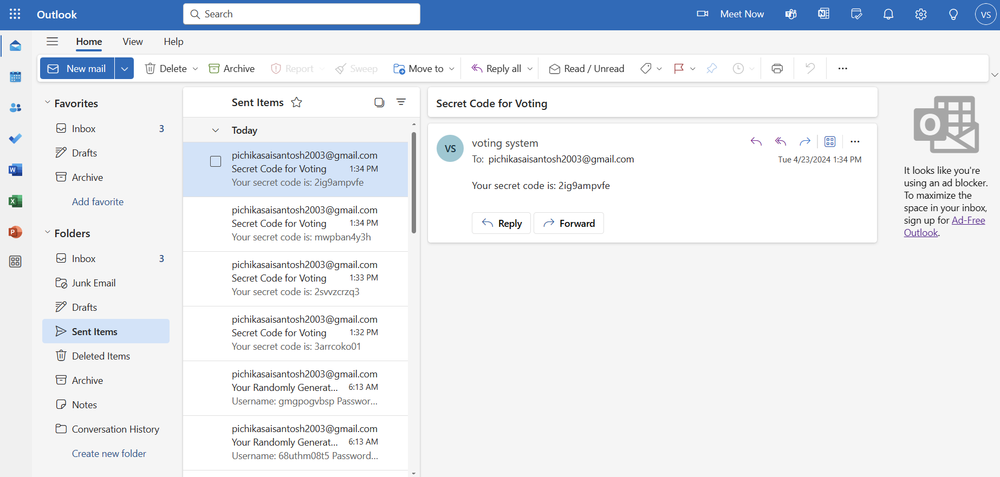 Outlook
Search
Meet Now
VS
Home
View
Help
New mail
Delete
Archive
Report
Sweep
Move to
Reply all
Read / Unread
Favorites
Inbox 3
Drafts
Archive
Add favorite
Folders
Inbox 3
Junk Email
Drafts
Sent Items
Deleted Items
Archive
Notes
Conversation History
Create new folder
Sent Items
Today
pichikasaisantosh2003@gmail.com
Secret Code for Voting 1:34 PM
Your secret code is: 2ig9ampvfe
pichikasaisantosh2003@gmail.com
Secret Code for Voting 1:34 PM
Your secret code is: mwpban4y3h
pichikasaisantosh2003@gmail.com
Secret Code for Voting 1:33 PM
Your secret code is: 2svvzcrzq3
pichikasaisantosh2003@gmail.com
Secret Code for Voting 1:32 PM
Your secret code is: 3arrcoko01
pichikasaisantosh2003@gmail.com
Your Randomly Generat... 6:13 AM
Username: gmgpogvbsp Passwor...
pichikasaisantosh2003@gmail.com
Your Randomly Generat... 6:13 AM
Username: 68uthm08t5 Password...
Secret Code for Voting
VS
voting system
To: pichikasaisantosh2003@gmail.com
Tue 4/23/2024 1:34 PM
Your secret code is: 2ig9ampvfe
Reply
Forward
It looks like you're
using an ad blocker.
To maximize the
space in your inbox,
sign up for Ad-Free
Outlook.